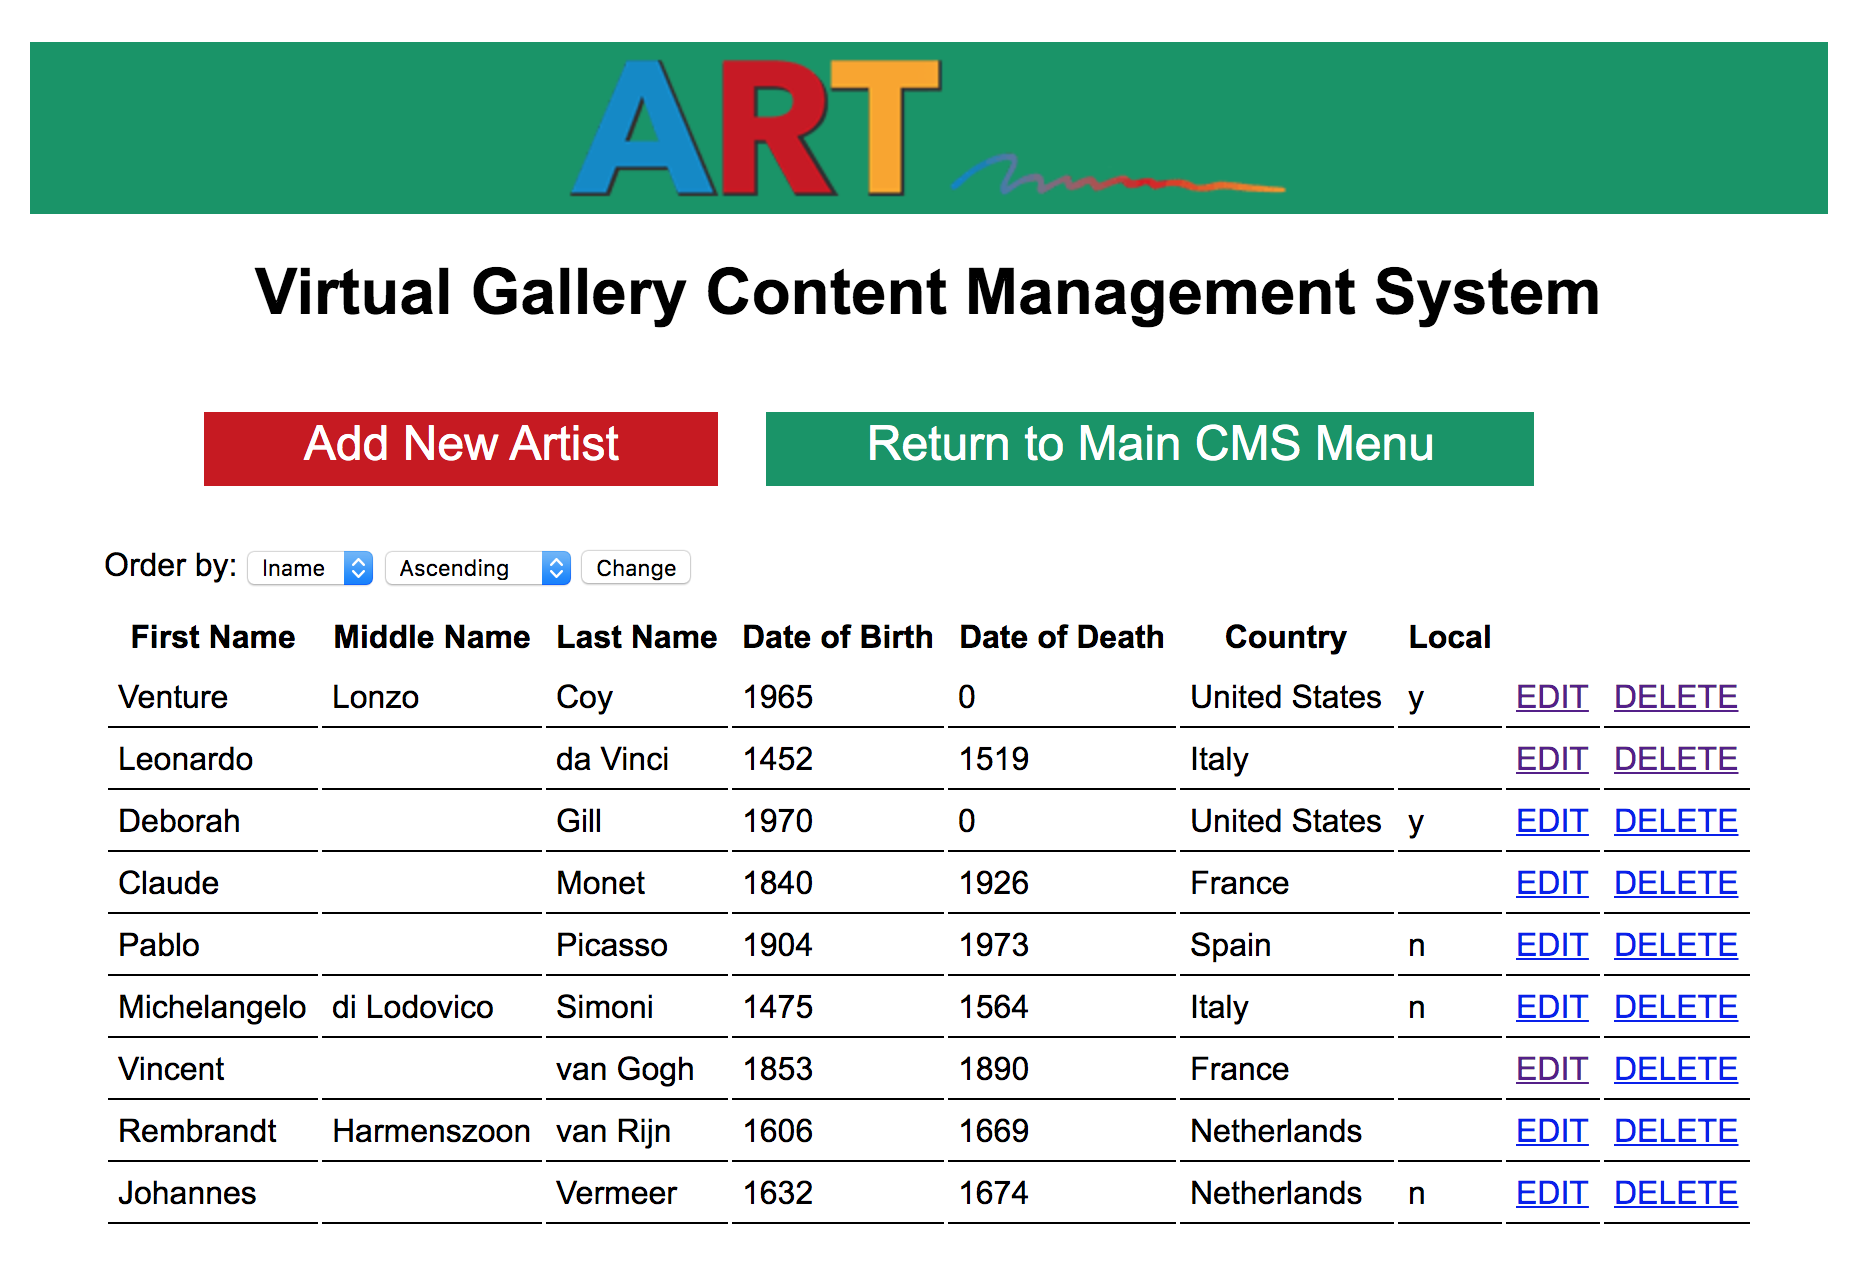 ART
Virtual Gallery Content Management System
Add New Artist Return to Main CMS Menu
Order by: lname Ascending Change
First Name Middle Name Last Name Date of Birth Date of Death Country Local
Venture Lonzo Coy 1965 0 United States y EDIT DELETE
Leonardo da Vinci 1452 1519 Italy EDIT DELETE
Deborah Gill 1970 0 United States y EDIT DELETE
Claude Monet 1840 1926 France EDIT DELETE
Pablo Picasso 1904 1973 Spain n EDIT DELETE
Michelangelo di Lodovico Simoni 1475 1564 Italy n EDIT DELETE
Vincent van Gogh 1853 1890 France EDIT DELETE
Rembrandt Harmenszoon van Rijn 1606 1669 Netherlands EDIT DELETE
Johannes Vermeer 1632 1674 Netherlands n EDIT DELETE